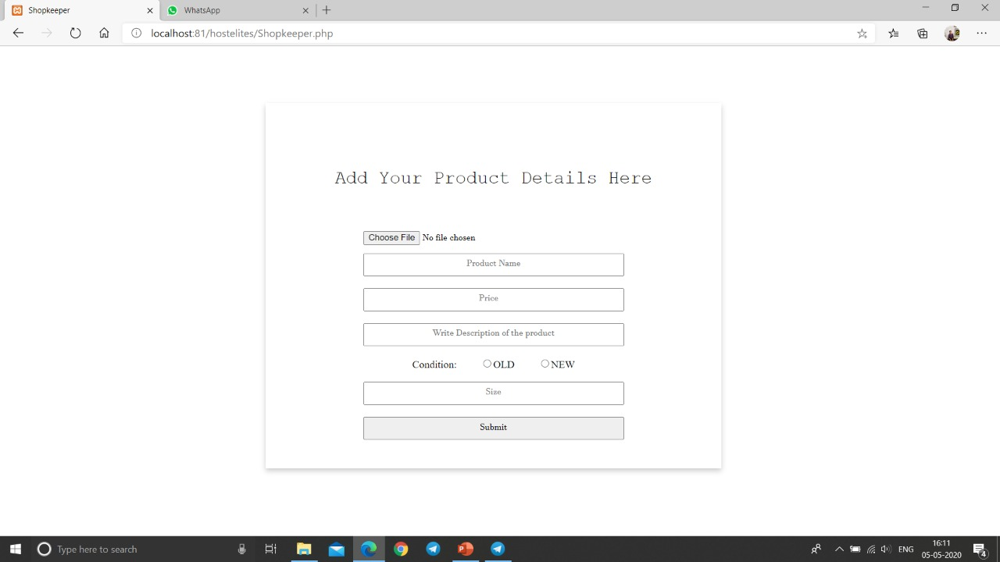 Shopkeeper
WhatsApp
localhost:81/hostelites/Shopkeeper.php
Add Your Product Details Here
Choose File No file chosen
Product Name
Price
Write Description of the product
Condition: OLD NEW
Size
Submit
Type here to search
ENG
16:11
05-05-2020
4